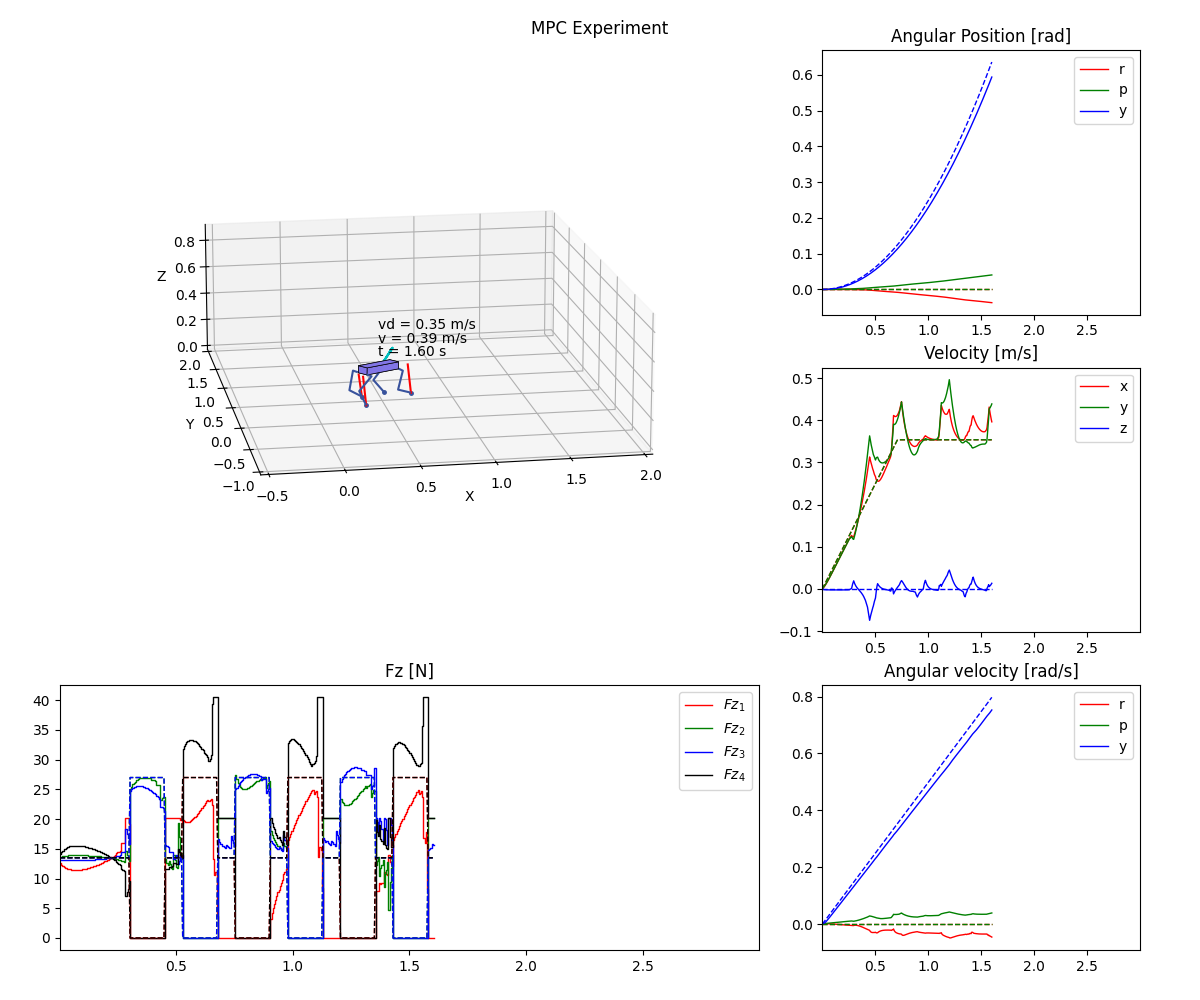 MPC Experiment
Angular Position [rad]
0.6
0.5
0.4
0.3
0.2
0.1
0.0
r
p
y
0.5 1.0 1.5 2.0 2.5
Z
0.8
0.6
0.4
0.2
0.0
2.0
1.5
1.0
0.5
0.0
−0.5
−1.0
Y
vd = 0.35 m/s
v = 0.39 m/s
t = 1.60 s
−0.5 0.0 0.5 1.0 1.5 2.0
X
Velocity [m/s]
0.5
0.4
0.3
0.2
0.1
0.0
−0.1
x
y
z
0.5 1.0 1.5 2.0 2.5
Fz [N]
40
35
30
25
20
15
10
5
0
Fz1
Fz2
Fz3
Fz4
0.5 1.0 1.5 2.0 2.5
Angular velocity [rad/s]
0.8
0.6
0.4
0.2
0.0
r
p
y
0.5 1.0 1.5 2.0 2.5